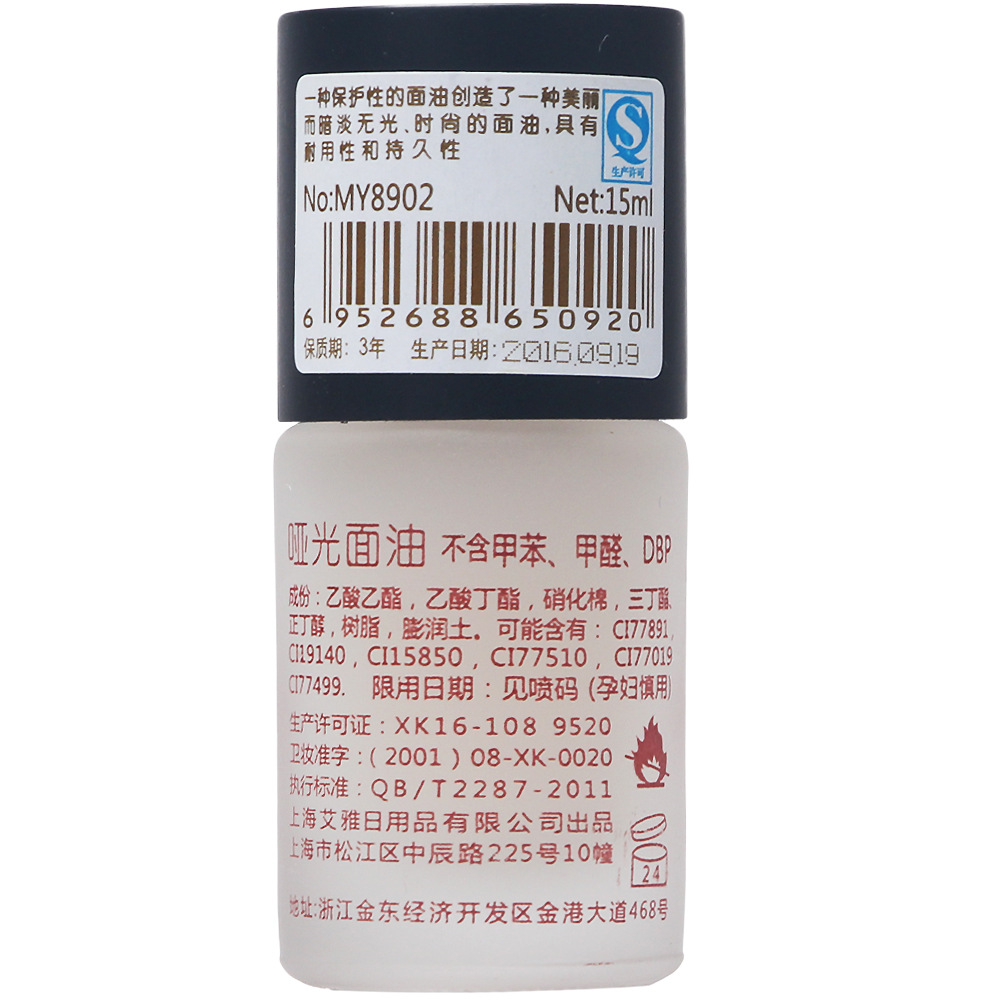 一种保护性的面油创造了一种美丽
而暗淡无光、时尚的面油,具有
耐用性和持久性
生产许可
No:MY8902 Net:15ml
6 952688 650920
保质期: 3年 生产日期: 2016.09.19
哑光面油 不含甲苯、甲醛、DBP
成份：乙酸乙酯，乙酸丁酯，硝化棉，三丁酯、
正丁醇，树脂，膨润土。可能含有：CI77891，
CI19140，CI15850，CI77510，CI77019
CI77499. 限用日期：见喷码 (孕妇慎用)
生产许可证：XK16-108 9520
卫妆准字：(2001) 08-XK-0020
执行标准：QB/T2287-2011
上海艾雅日用品有限公司出品
上海市松江区中辰路225号10幢
24
地址:浙江金东经济开发区金港大道468号